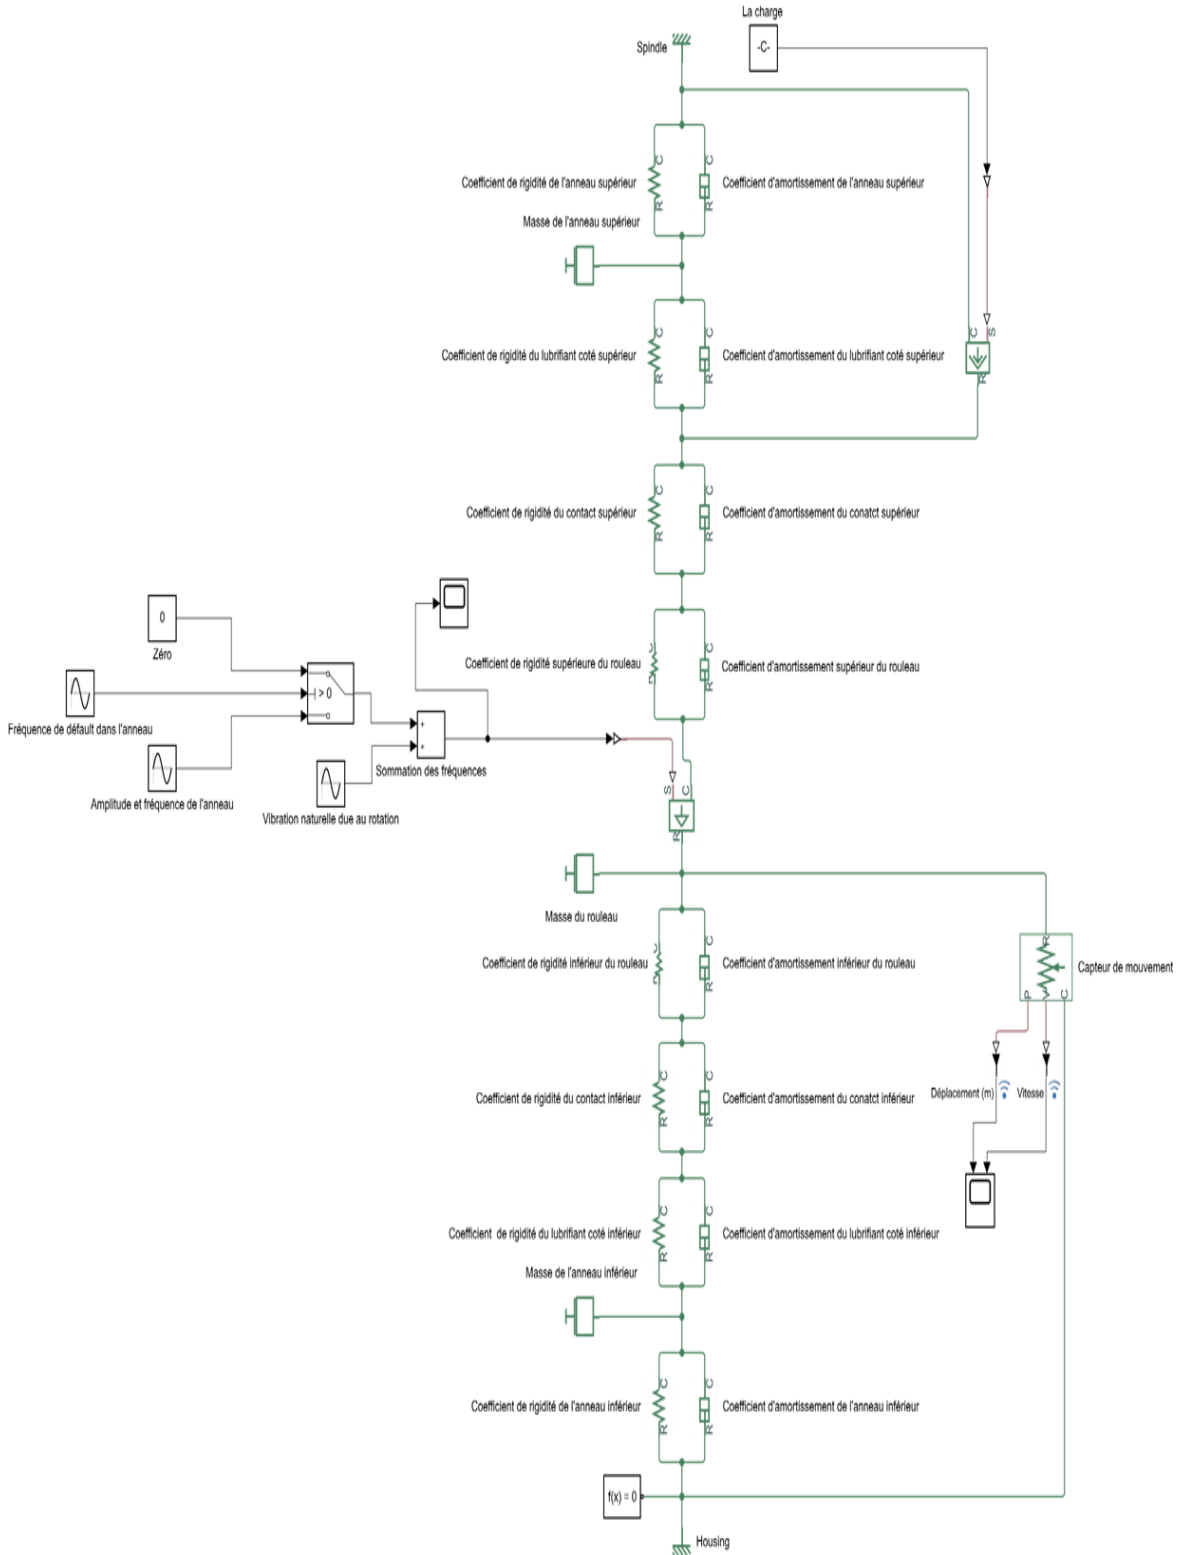 La charge
-C-
Spindle
C C
Coefficient de rigidité de l'anneau supérieur
Coefficient d'amortissement de l'anneau supérieur
R R
Masse de l'anneau supérieur
C C
C S
Coefficient de rigidité du lubrifiant coté supérieur
Coefficient d'amortissement du lubrifiant coté supérieur
R R
R
C C
Coefficient de rigidité du contact supérieur
Coefficient d'amortissement du conatct supérieur
R R
0
Zéro
C C
Coefficient de rigidité supérieure du rouleau
Coefficient d'amortissement supérieur du rouleau
R
> 0
Fréquence de défault dans l'anneau
+
+
Sommation des fréquences
Amplitude et fréquence de l'anneau
Vibration naturelle due au rotation
S C
R
Masse du rouleau
C C
Coefficient de rigidité inférieur du rouleau
Coefficient d'amortissement inférieur du rouleau
R
R
Capteur de mouvement
P V C
C C
Coefficient de rigidité du contact inférieur
Coefficient d'amortissement du conatct inférieur
R R
Déplacement (m)
Vitesse
C C
Coefficient de rigidité du lubrifiant coté inférieur
Coefficient d'amortissement du lubrifiant coté inférieur
R R
Masse de l'anneau inférieur
C C
Coefficient de rigidité de l'anneau inférieur
Coefficient d'amortissement de l'anneau inférieur
R R
f(x) = 0
Housing